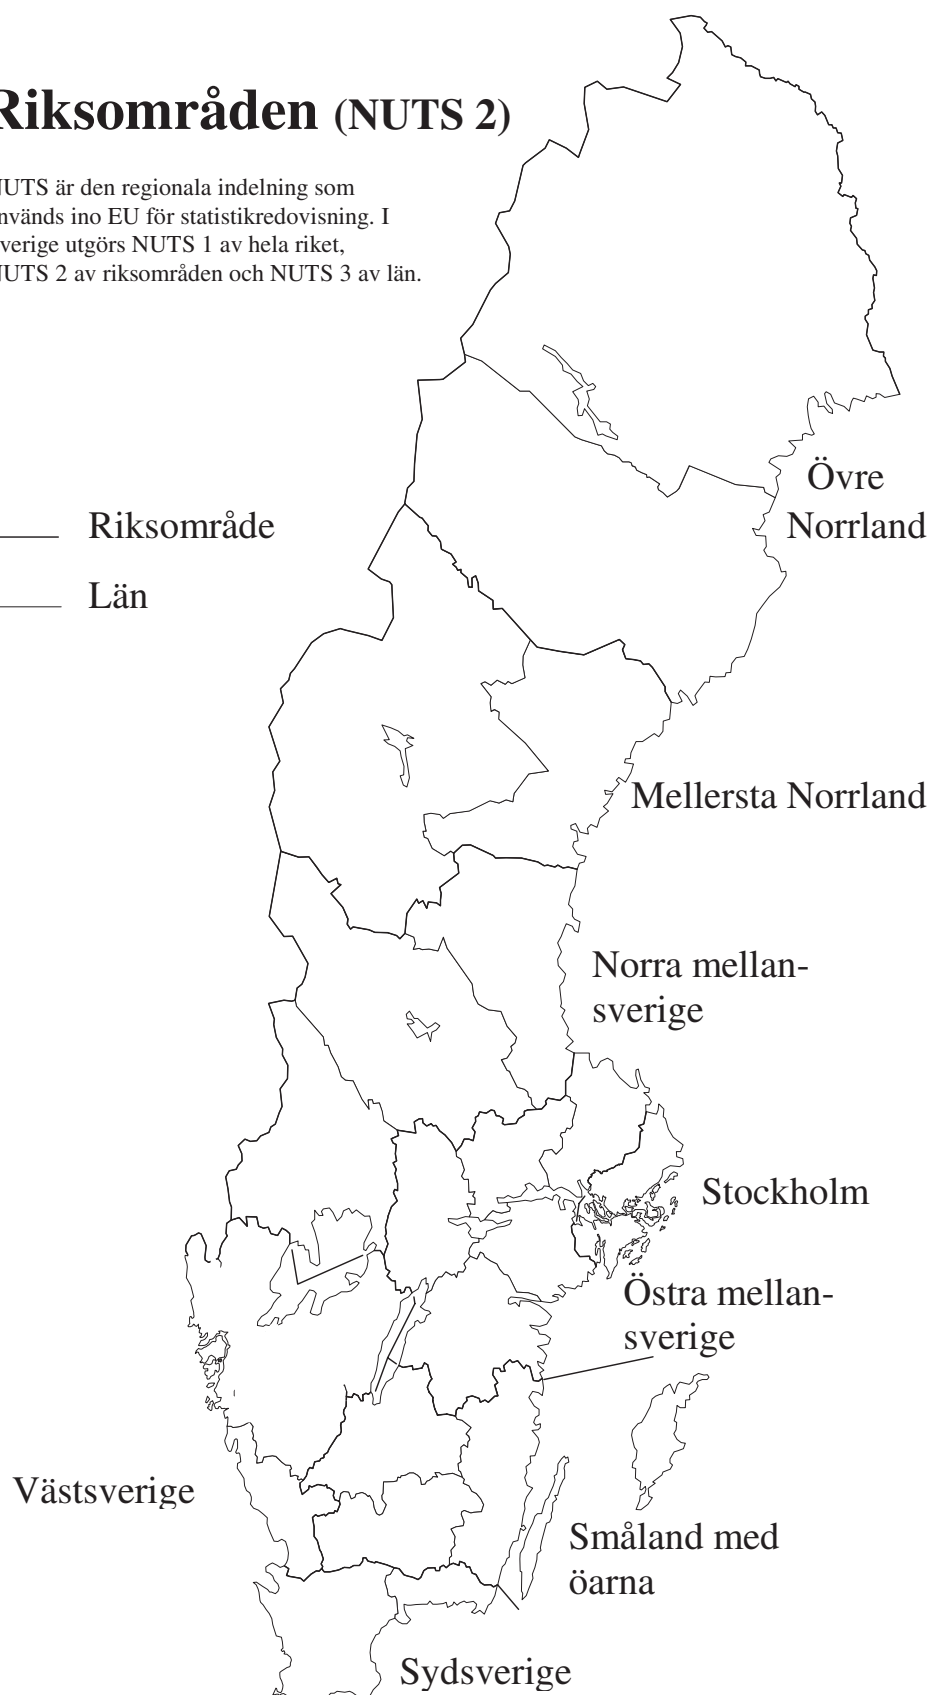 Riksområden (NUTS 2)
NUTS är den regionala indelning som
nvänds ino EU för statistikredovisning. I
verige utgörs NUTS 1 av hela riket,
NUTS 2 av riksområden och NUTS 3 av län.
Övre
Norrland
Riksområde
Län
Mellersta Norrland
Norra mellan-
sverige
Stockholm
Östra mellan-
sverige
Västsverige
Småland med
öarna
Sydsverige